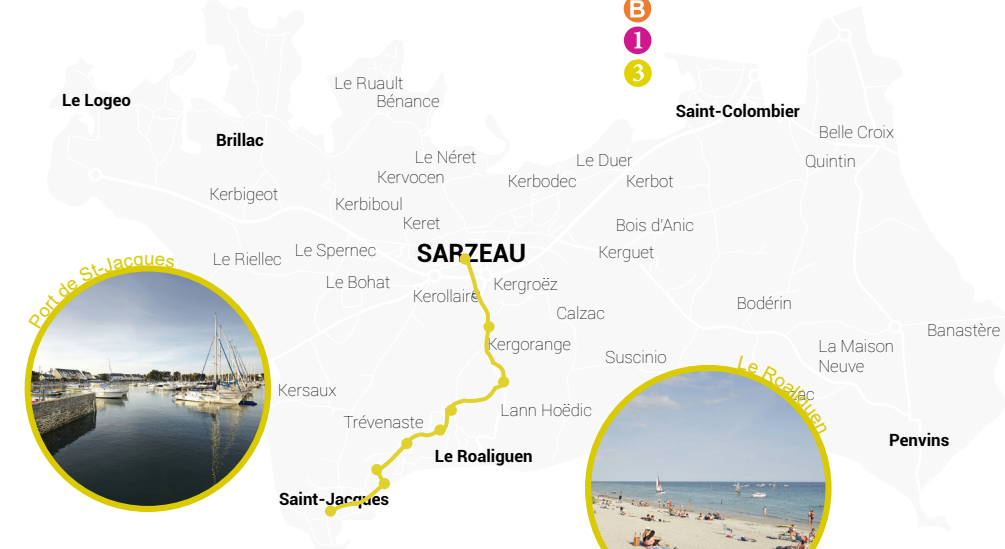 B
1
3
Le Ruault
Bénance
Le Logeo
Saint-Colombier
Belle Croix
Brillac
Le Néret
Le Duer
Quintin
Kervocen
Kerbodec
Kerbot
Kerbigeot
Kerbiboul
Keret
Bois d'Anic
SARZEAU
Le Spernec
Kerguet
Le Riellec
Port de St-Jacques
Le Bohat
Kergroëz
Kerollaire
Bodérin
Calzac
Banastère
Kergorange
La Maison
Neuve
Suscinio
Le Roaliguen
Kersaux
Lann Hoëdic
Trévenaste
Penvins
Le Roaliguen
Saint-Jacques